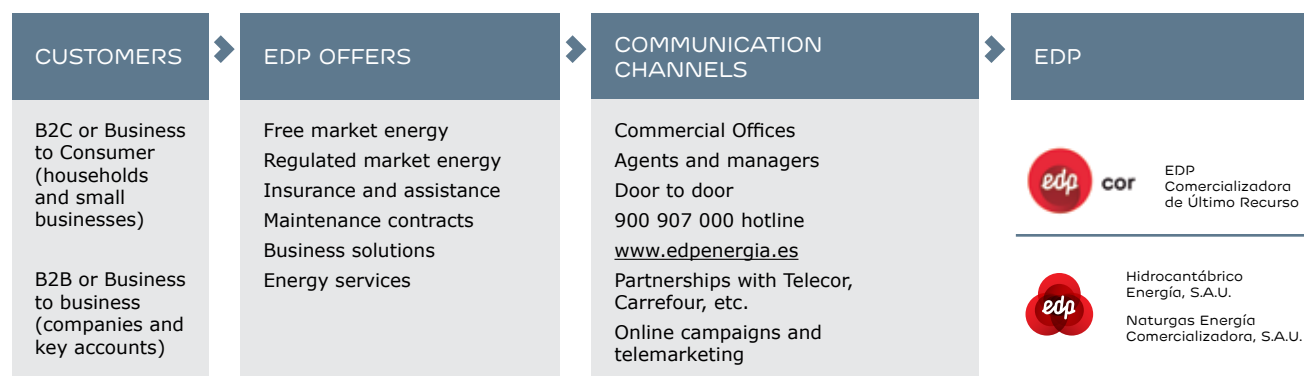 CUSTOMERS
B2C or Business
to Consumer
(households
and small
businesses)
B2B or Business
to business
(companies and
key accounts)
EDP OFFERS
Free market energy
Regulated market energy
Insurance and assistance
Maintenance contracts
Business solutions
Energy services
COMMUNICATION
CHANNELS
Commercial Offices
Agents and managers
Door to door
900 907 000 hotline
www.edpenergia.es
Partnerships with Telecor,
Carrefour, etc.
Online campaigns and
telemarketing
EDP
edp cor
EDP
Comercializadora
de Último Recurso
edp
Hidrocantábrico
Energía, S.A.U.
Naturgas Energía
Comercializadora, S.A.U.